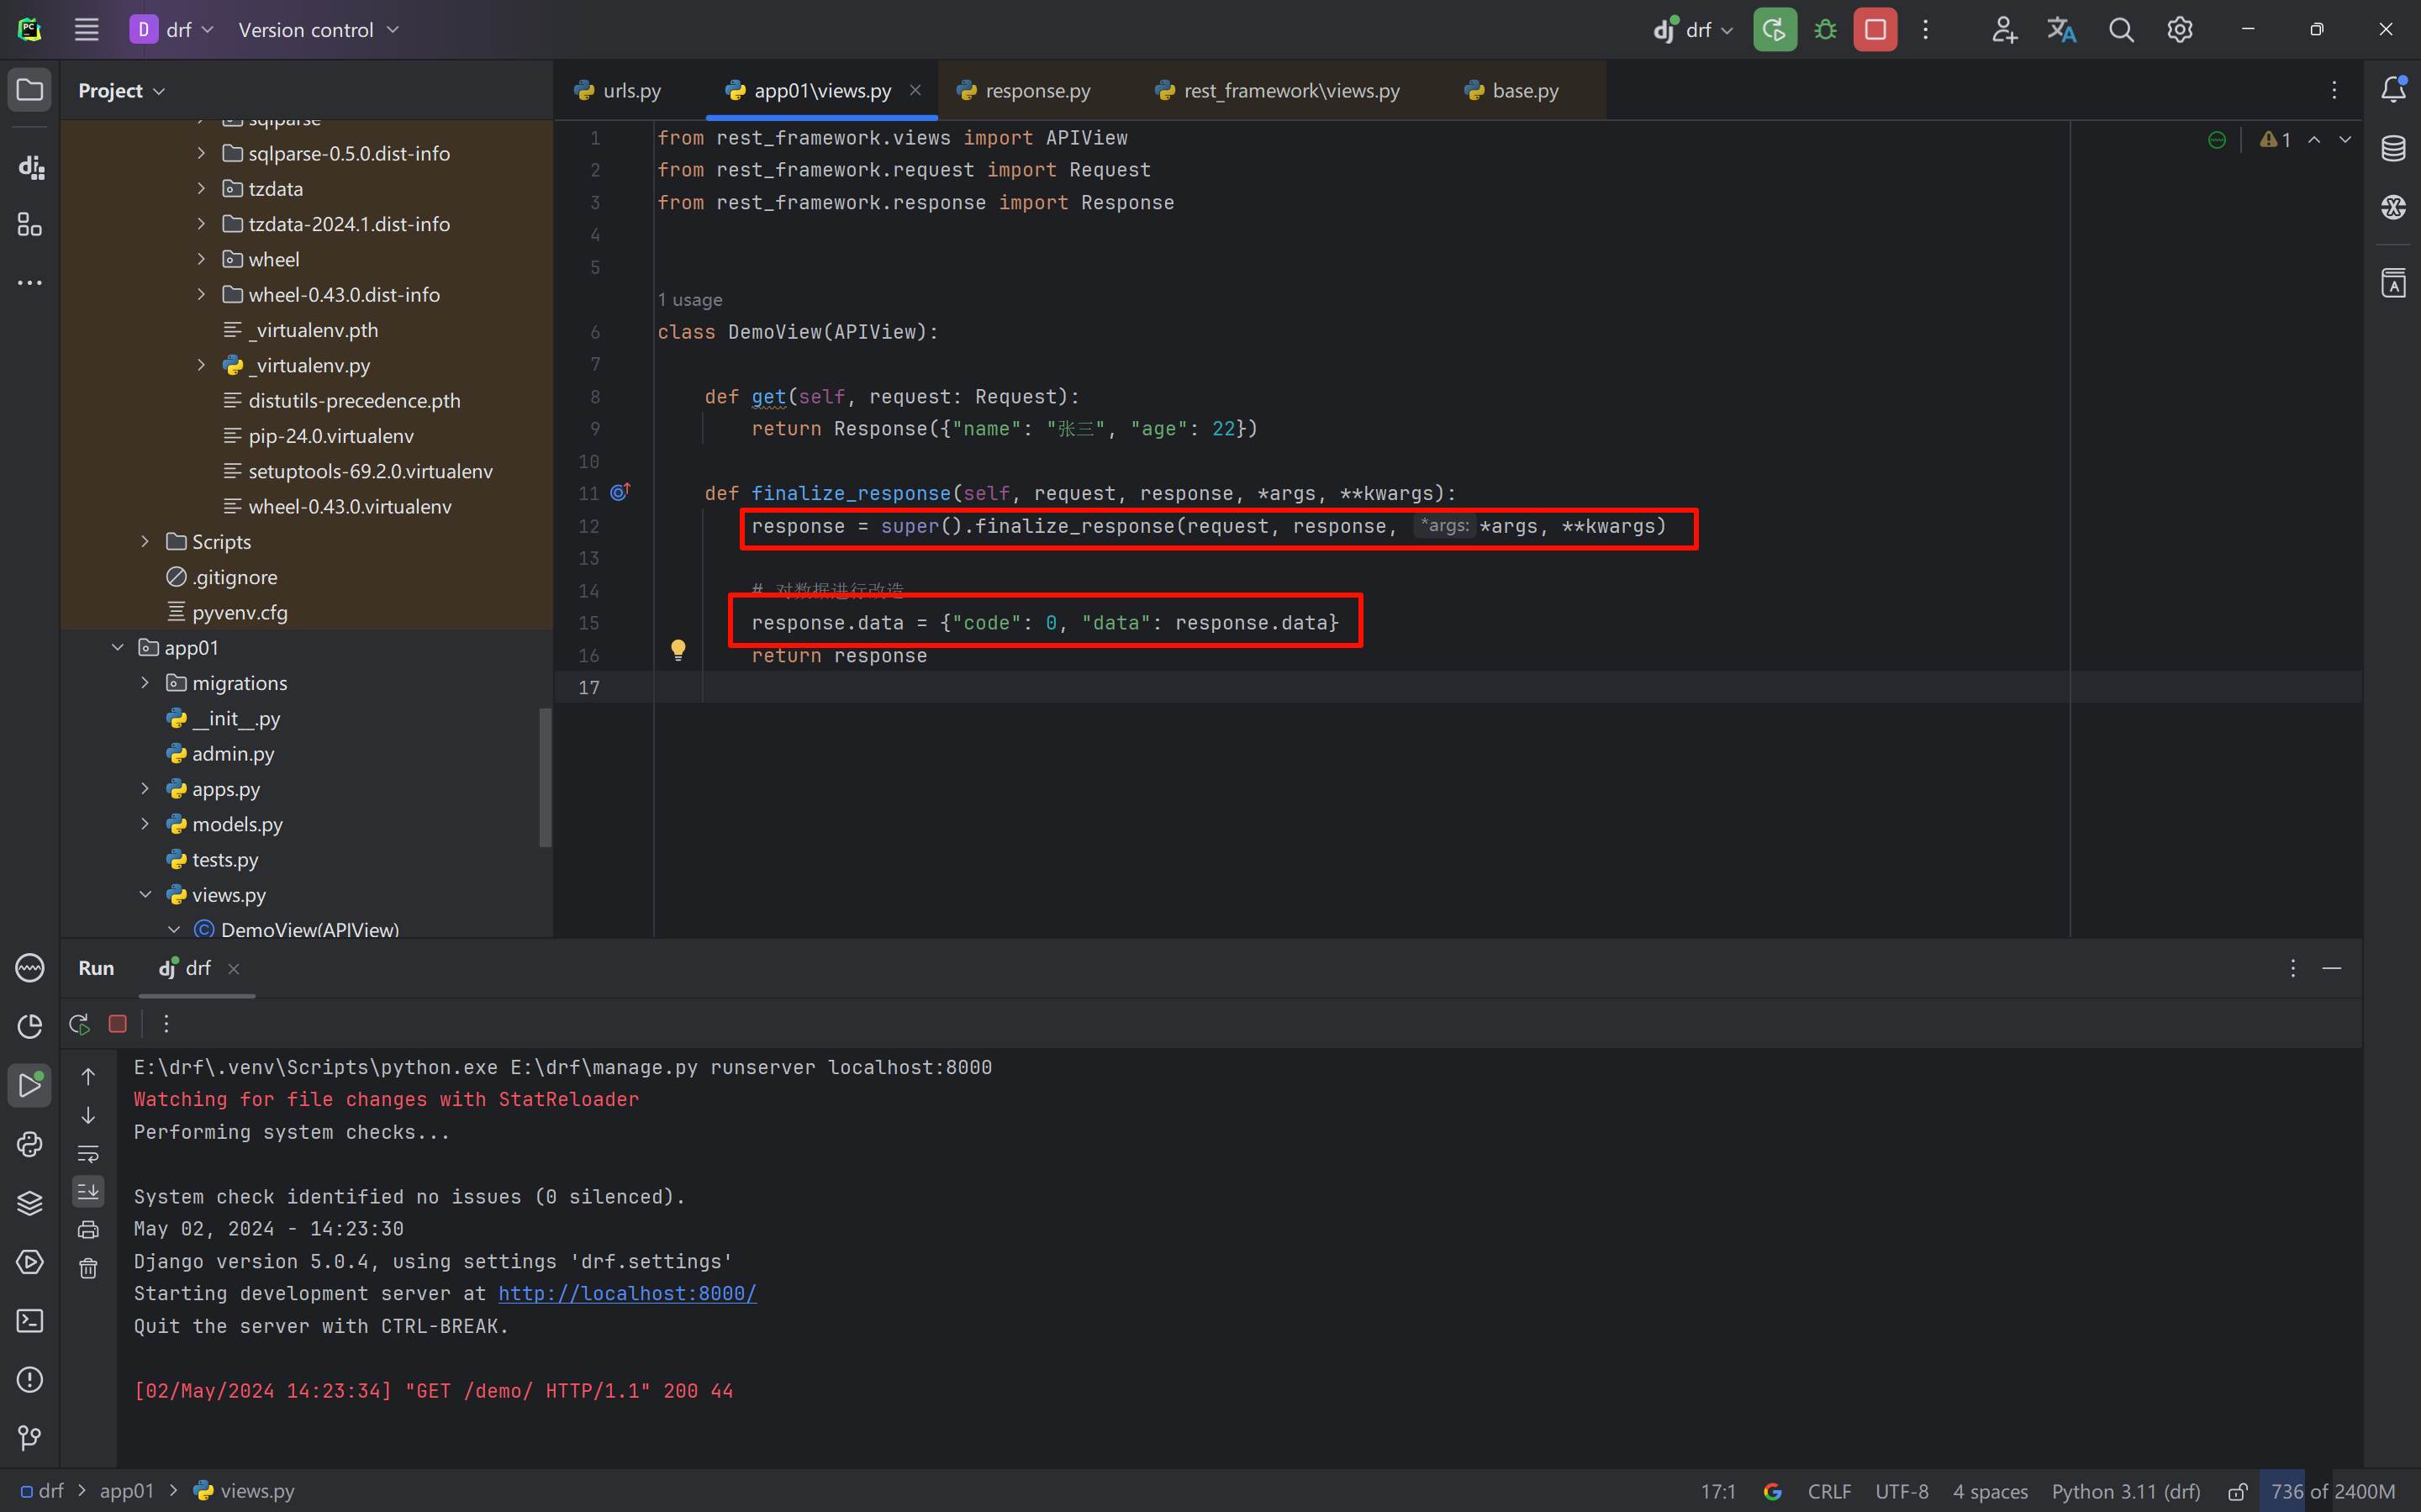 D drf Version control
dj drf
Project
urls.py app01\views.py response.py rest_framework\views.py base.py
sqlparse
sqlparse-0.5.0.dist-info
tzdata
tzdata-2024.1.dist-info
wheel
wheel-0.43.0.dist-info
_virtualenv.pth
_virtualenv.py
distutils-precedence.pth
pip-24.0.virtualenv
setuptools-69.2.0.virtualenv
wheel-0.43.0.virtualenv
Scripts
.gitignore
pyvenv.cfg
app01
migrations
__init__.py
admin.py
apps.py
models.py
tests.py
views.py
DemoView(APIView)
1 from rest_framework.views import APIView
2 from rest_framework.request import Request
3 from rest_framework.response import Response
4
5
1 usage
6 class DemoView(APIView):
7
8 def get(self, request: Request):
9 return Response({"name": "张三", "age": 22})
10
11 def finalize_response(self, request, response, *args, **kwargs):
12 response = super().finalize_response(request, response, *args: *args, **kwargs)
13
14 # 对数据进行改造
15 response.data = {"code": 0, "data": response.data}
16 return response
17
1
Run dj drf
E:\drf\.venv\Scripts\python.exe E:\drf\manage.py runserver localhost:8000
Watching for file changes with StatReloader
Performing system checks...
System check identified no issues (0 silenced).
May 02, 2024 - 14:23:30
Django version 5.0.4, using settings 'drf.settings'
Starting development server at http://localhost:8000/
Quit the server with CTRL-BREAK.
[02/May/2024 14:23:34] "GET /demo/ HTTP/1.1" 200 44
drf > app01 > views.py
17:1 CRLF UTF-8 4 spaces Python 3.11 (drf) 736 of 2400M